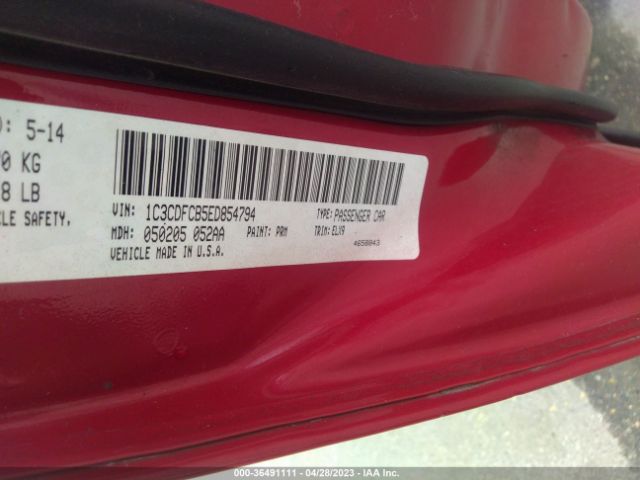 ): 5-14
0 KG
8 LB
CLE SAFETY.
VIN: 1C3CDFCB5ED854794 TYPE: PASSENGER CAR
MDH: 050205 052AA PAINT: PRM TRIM: ELX9
VEHICLE MADE IN U.S.A. 4658843
000-36491111 - 04/28/2023 - IAA Inc.